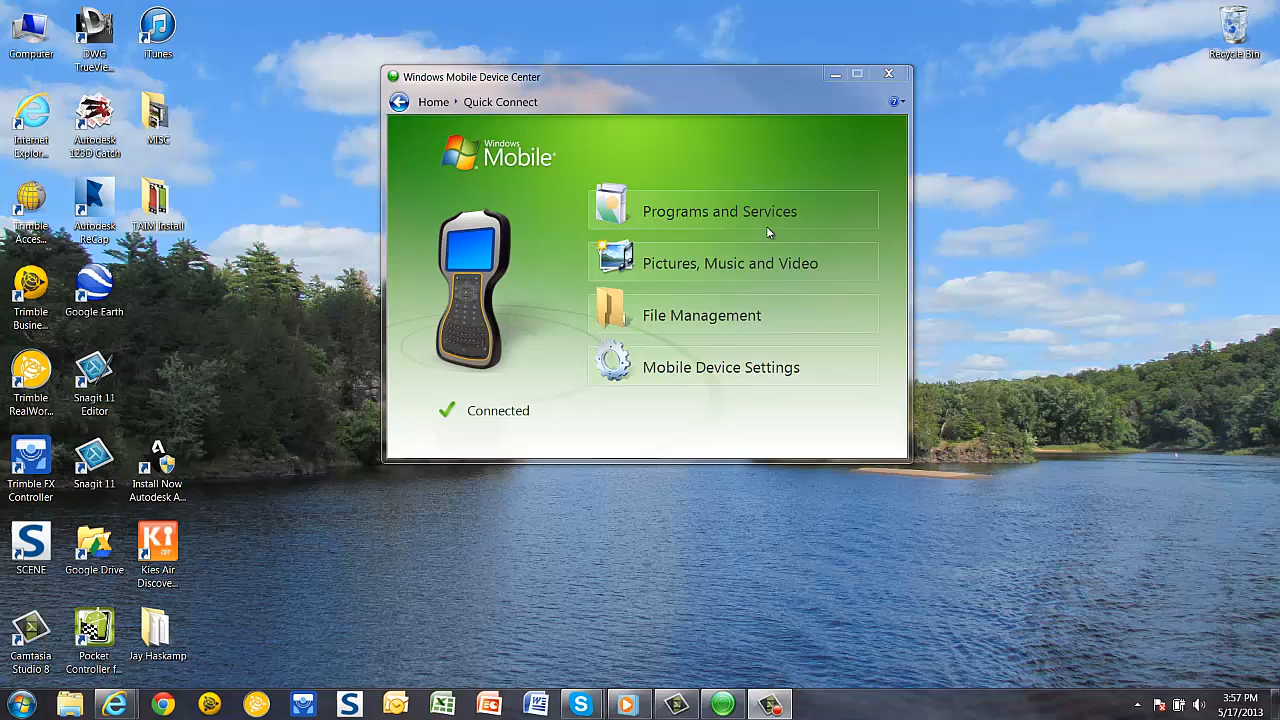 Computer
DWG
TrueView...
iTunes
Recycle Bin
Internet
Explor...
Autodesk
123D Catch
MISC
Trimble
Acces...
Autodesk
ReCap
TAIM Install
Trimble
Busine...
Google Earth
Trimble
RealWor...
Snagit 11
Editor
Trimble FX
Controller
Snagit 11
Install Now
Autodesk A...
SCENE
Google Drive
Kies Air
Discove...
Camtasia
Studio 8
Pocket
Controller f...
Jay Haskamp
Windows Mobile Device Center
Home
Quick Connect
Windows
Mobile
Programs and Services
Pictures, Music and Video
File Management
Mobile Device Settings
Connected
3:57 PM
5/17/2013